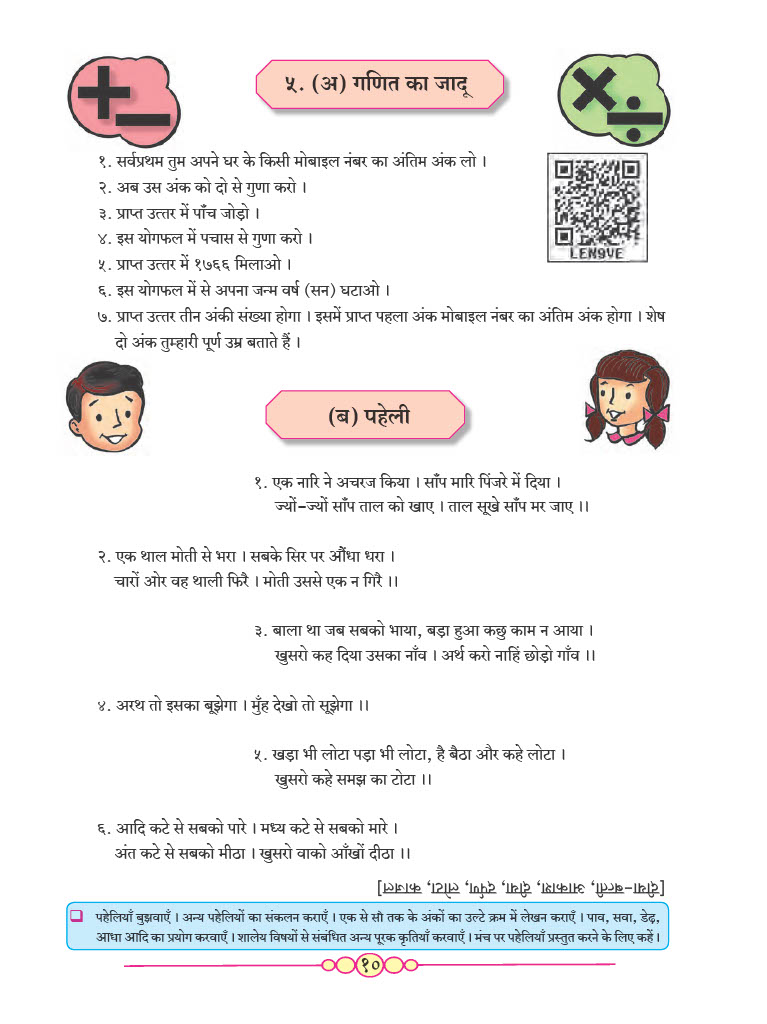 ५. (अ) गणित का जादू
१. सर्वप्रथम तुम अपने घर के किसी मोबाइल नंबर का अंतिम अंक लो ।
२. अब उस अंक को दो से गुणा करो ।
३. प्राप्त उत्तर में पाँच जोड़ो ।
४. इस योगफल में पचास से गुणा करो ।
५. प्राप्त उत्तर में १७६६ मिलाओ ।
६. इस योगफल में से अपना जन्म वर्ष (सन) घटाओ ।
७. प्राप्त उत्तर तीन अंकी संख्या होगा । इसमें प्राप्त पहला अंक मोबाइल नंबर का अंतिम अंक होगा । शेष
दो अंक तुम्हारी पूर्ण उम्र बताते हैं ।
LEN9VE
(ब) पहेली
१. एक नारि ने अचरज किया । साँप मारि पिंजरे में दिया ।
ज्यों-ज्यों साँप ताल को खाए । ताल सूखे साँप मर जाए ।।
२. एक थाल मोती से भरा । सबके सिर पर औंधा धरा ।
चारों ओर वह थाली फिरै । मोती उससे एक न गिरै ।।
३. बाला था जब सबको भाया, बड़ा हुआ कछु काम न आया ।
खुसरो कह दिया उसका नाँव । अर्थ करो नाहिं छोड़ो गाँव ।।
४. अरथ तो इसका बूझेगा । मुँह देखो तो सूझेगा ।।
५. खड़ा भी लोटा पड़ा भी लोटा, है बैठा और कहे लोटा ।
खुसरो कहे समझ का टोटा ।।
६. आदि कटे से सबको पारे । मध्य कटे से सबको मारे ।
अंत कटे से सबको मीठा । खुसरो वाको आँखों दीठा ।।
[दीया-बत्ती, आकाश, दीया, दर्पण, लोटा, काजल]
पहेलियाँ बुझवाएँ । अन्य पहेलियों का संकलन कराएँ । एक से सौ तक के अंकों का उल्टे क्रम में लेखन कराएँ । पाव, सवा, डेढ़,
आधा आदि का प्रयोग करवाएँ । शालेय विषयों से संबंधित अन्य पूरक कृतियाँ करवाएँ । मंच पर पहेलियाँ प्रस्तुत करने के लिए कहें ।
१०